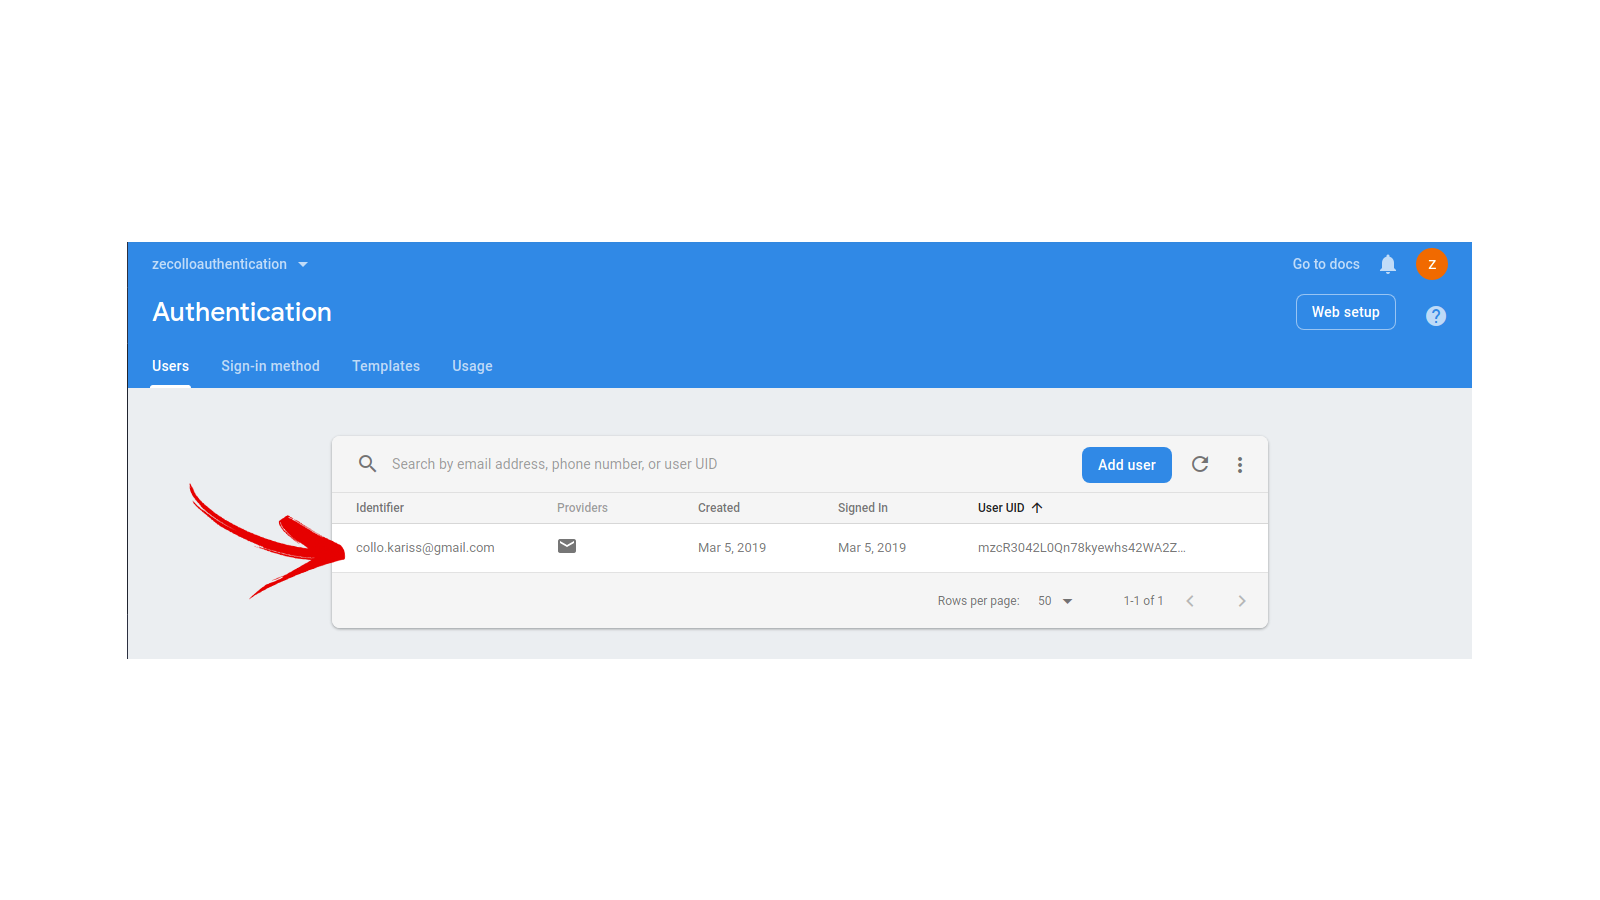 zecolloauthentication
Go to docs
Z
Authentication
Web setup
?
Users Sign-in method Templates Usage
Search by email address, phone number, or user UID
Add user
Identifier Providers Created Signed In User UID
collo.kariss@gmail.com Mar 5, 2019 Mar 5, 2019 mzcR3042L0Qn78kyewhs42WA2Z...
Rows per page: 50 1-1 of 1